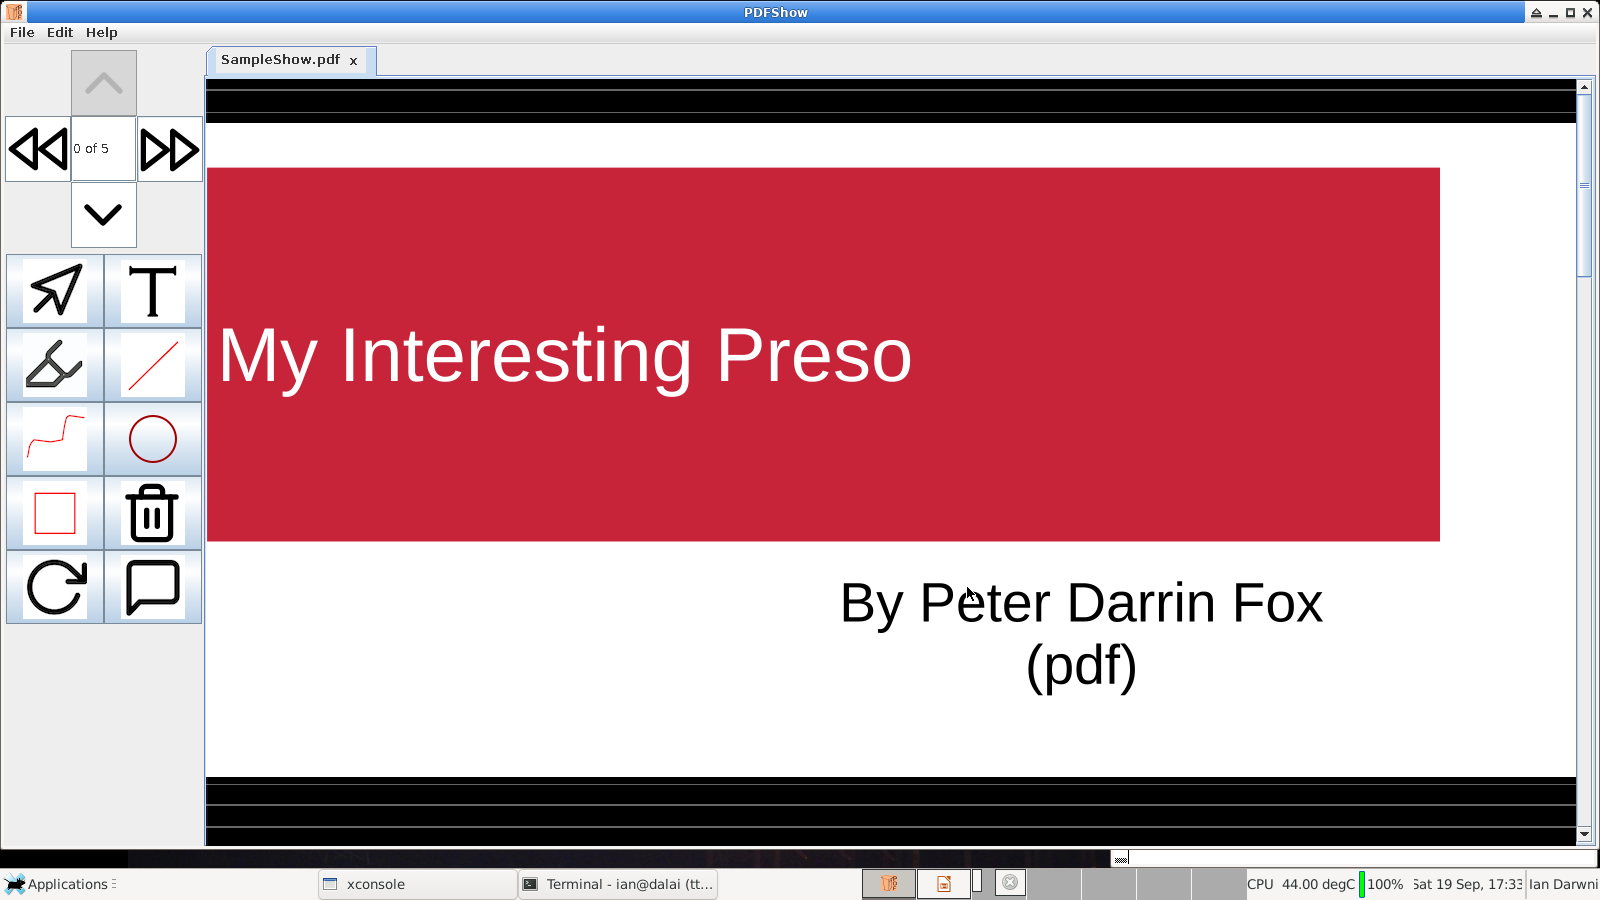 PDFShow
File Edit Help
SampleShow.pdf x
0 of 5
T
My Interesting Preso
By Peter Darrin Fox
(pdf)
Applications
xconsole
Terminal - ian@dalai (tt...
CPU 44.00 degC
100%
Sat 19 Sep, 17:33
Ian Darwni